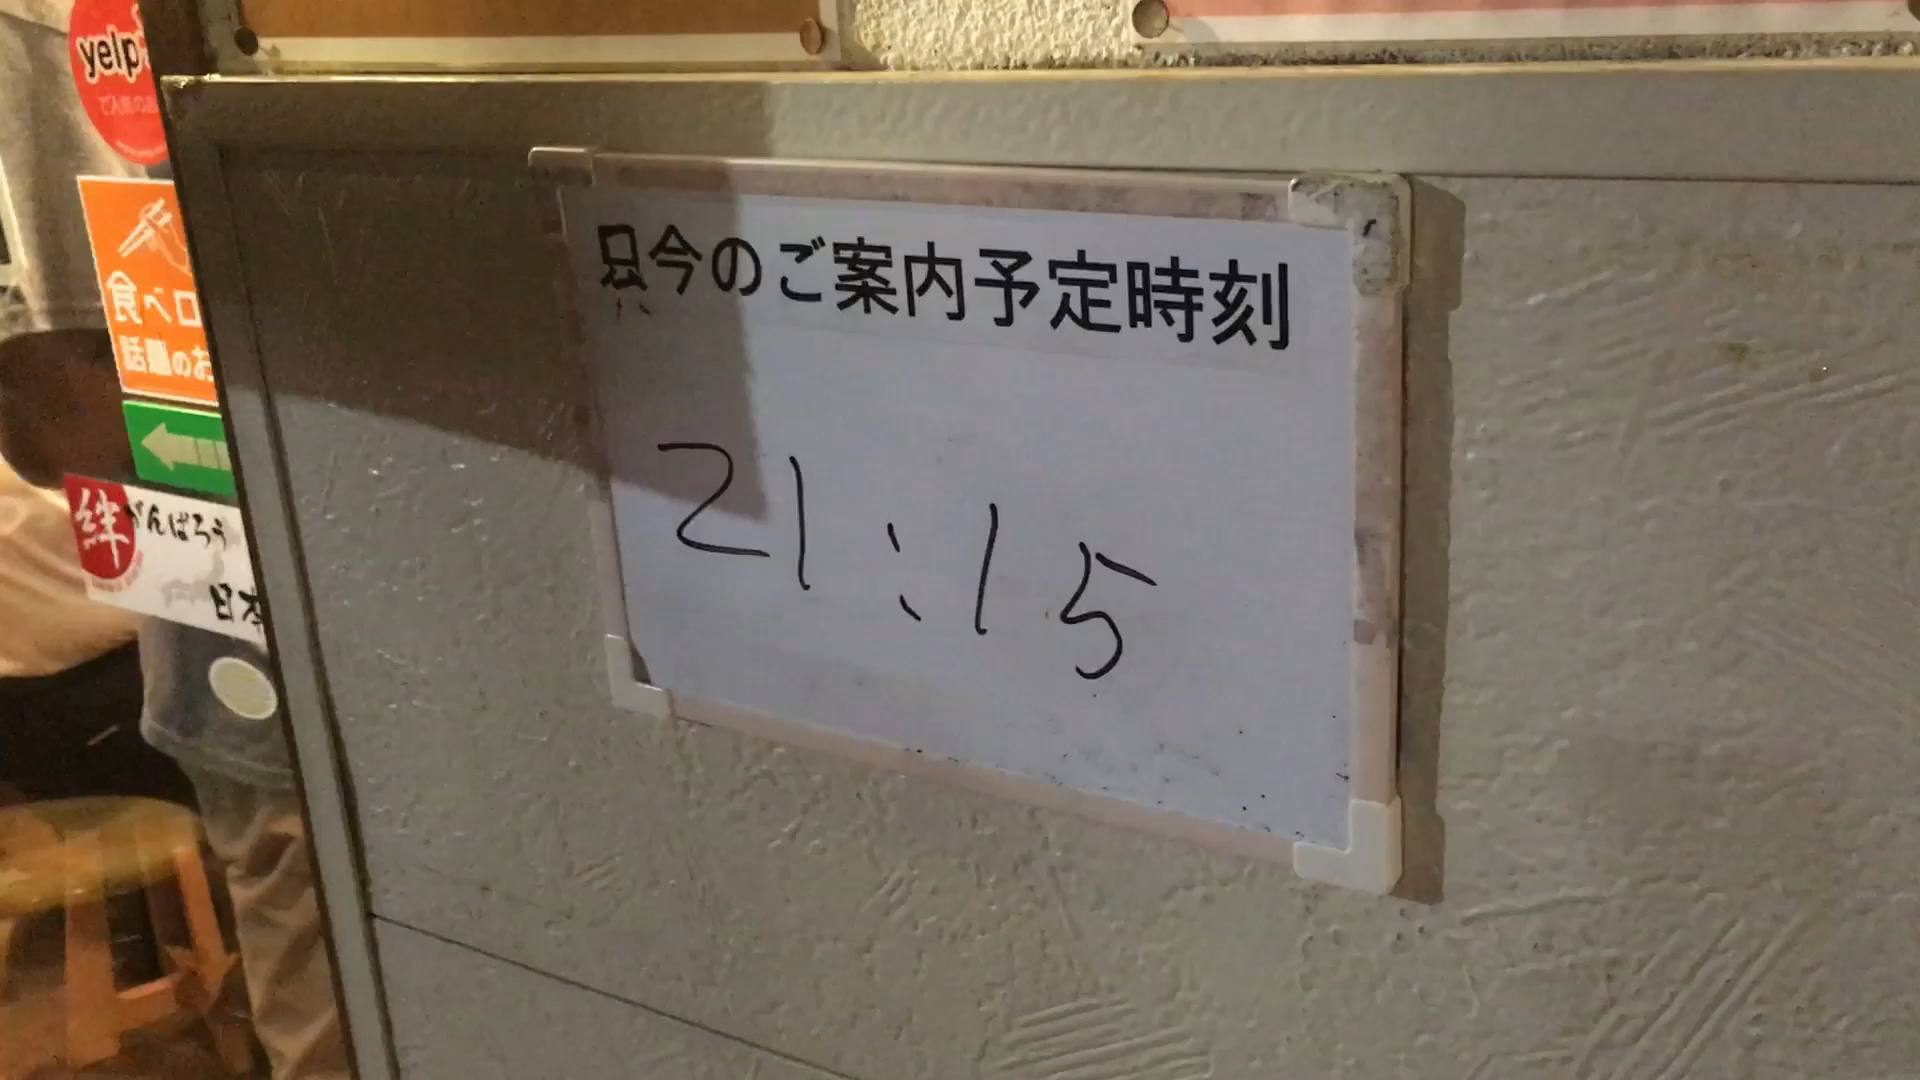 yelp
食べロ
話題のお
絆 がんばろう
日本
只今のご案内予定時刻
21:15